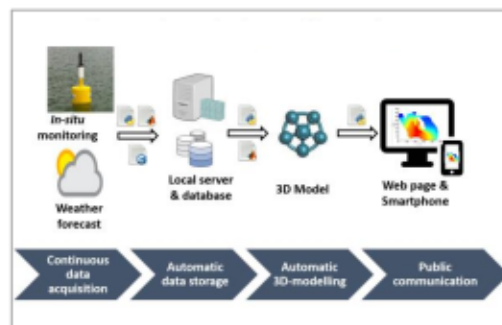 In-situ
monitoring
Weather
forecast
Local server
& database
3D Model
Web page &
Smartphone
Continuous
data
acquisition
Automatic
data storage
Automatic
3D-modelling
Public
communication